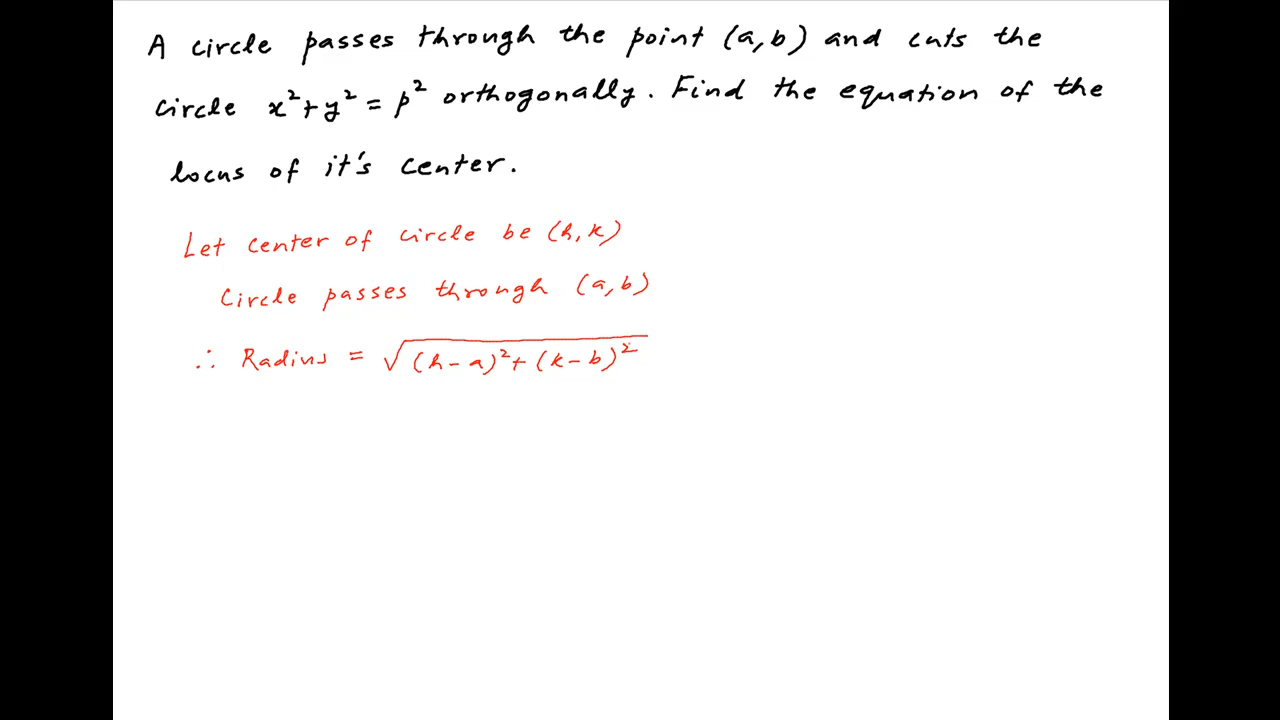 A circle passes through the point (a, b) and cuts the
circle x² + y² = p² orthogonally. Find the equation of the
locus of it's center.
Let center of circle be (h, k)
Circle passes through (a, b)
∴ Radius = √((h - a)² + (k - b)²)